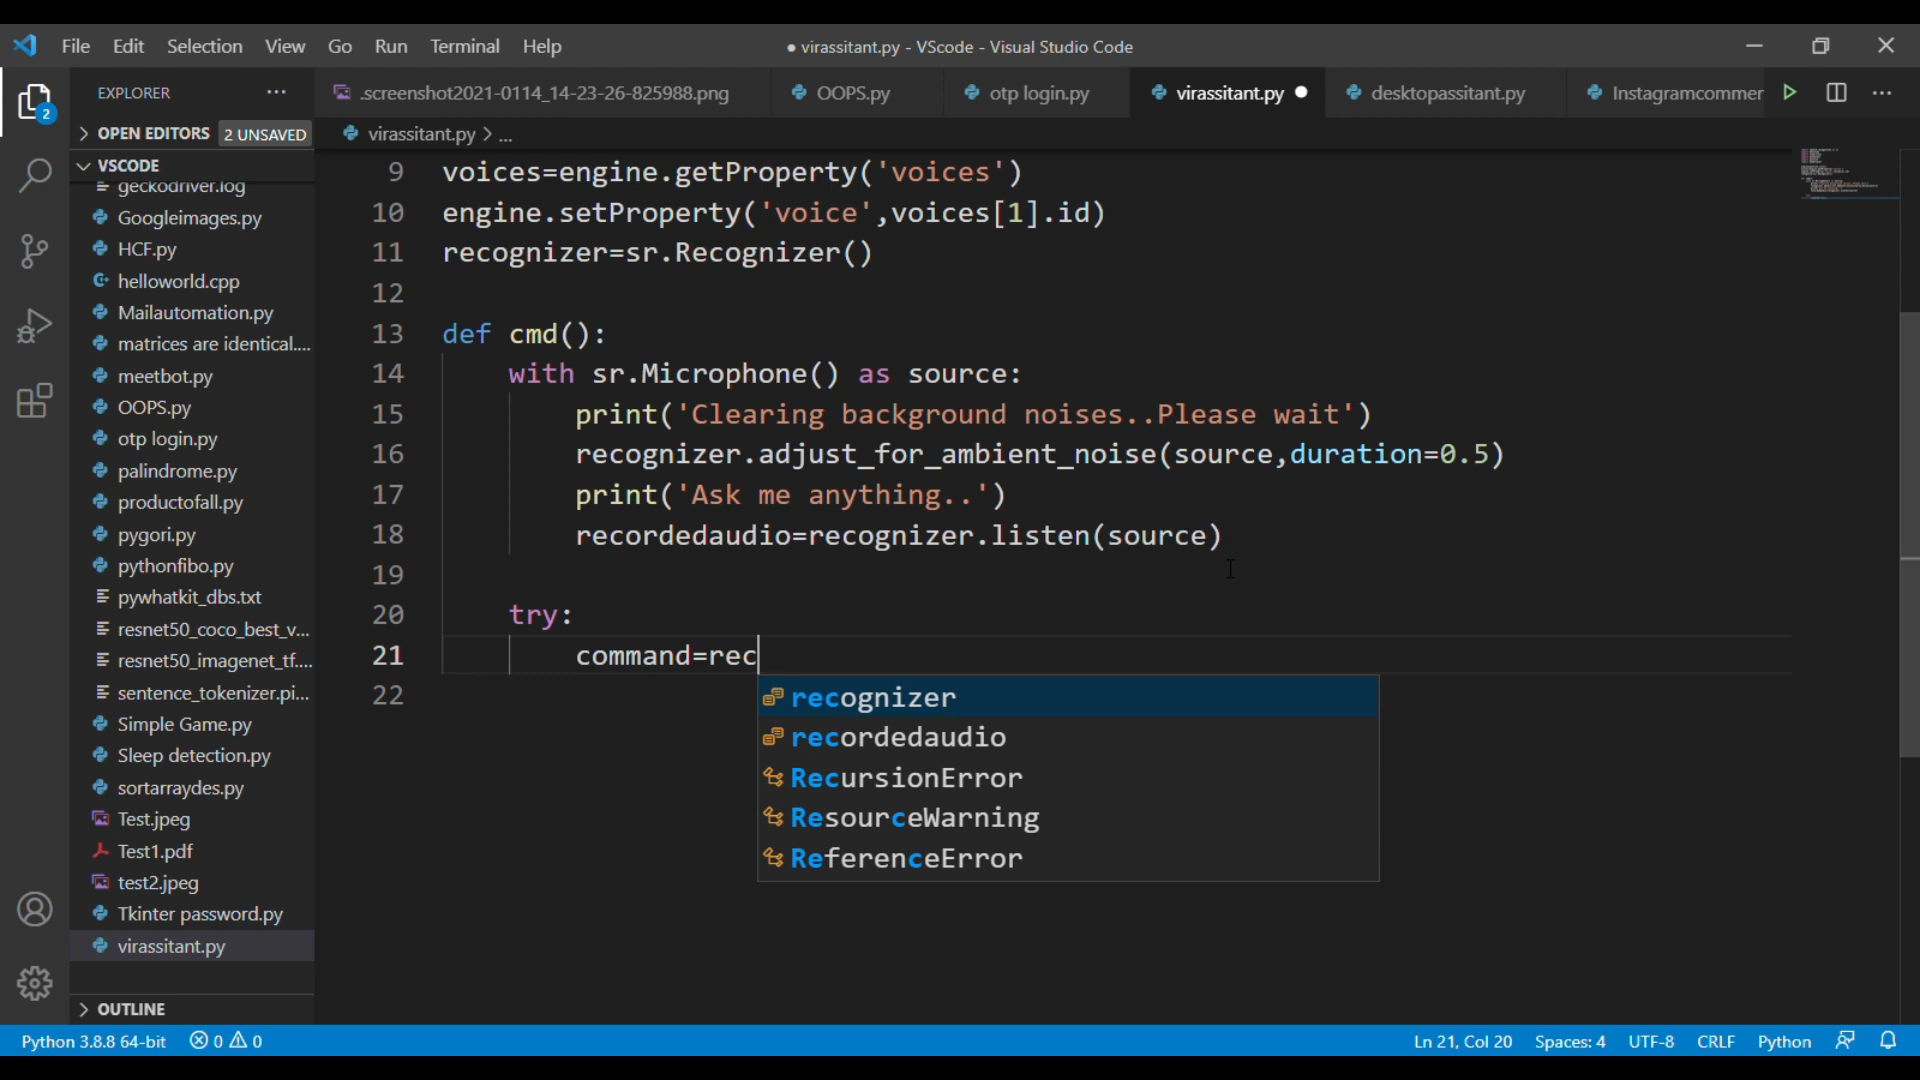 File Edit Selection View Go Run Terminal Help
● virassitant.py - VScode - Visual Studio Code
EXPLORER ...
.screenshot2021-0114_14-23-26-825988.png OOPS.py otp login.py virassitant.py ● desktopassitant.py Instagramcommer
2
> OPEN EDITORS 2 UNSAVED
virassitant.py > ...
VSCODE
geckodriver.log
Googleimages.py
HCF.py
helloworld.cpp
Mailautomation.py
matrices are identical....
meetbot.py
OOPS.py
otp login.py
palindrome.py
productofall.py
pygori.py
pythonfibo.py
pywhatkit_dbs.txt
resnet50_coco_best_v...
resnet50_imagenet_tf....
sentence_tokenizer.pi...
Simple Game.py
Sleep detection.py
sortarraydes.py
Test.jpeg
Test1.pdf
test2.jpeg
Tkinter password.py
virassitant.py
> OUTLINE
9 voices=engine.getProperty('voices')
10 engine.setProperty('voice',voices[1].id)
11 recognizer=sr.Recognizer()
12
13 def cmd():
14 with sr.Microphone() as source:
15 print('Clearing background noises..Please wait')
16 recognizer.adjust_for_ambient_noise(source,duration=0.5)
17 print('Ask me anything..')
18 recordedaudio=recognizer.listen(source)
19
20 try:
21 command=rec
22
recognizer
recordedaudio
RecursionError
ResourceWarning
ReferenceError
Python 3.8.8 64-bit 0 0 Ln 21, Col 20 Spaces: 4 UTF-8 CRLF Python